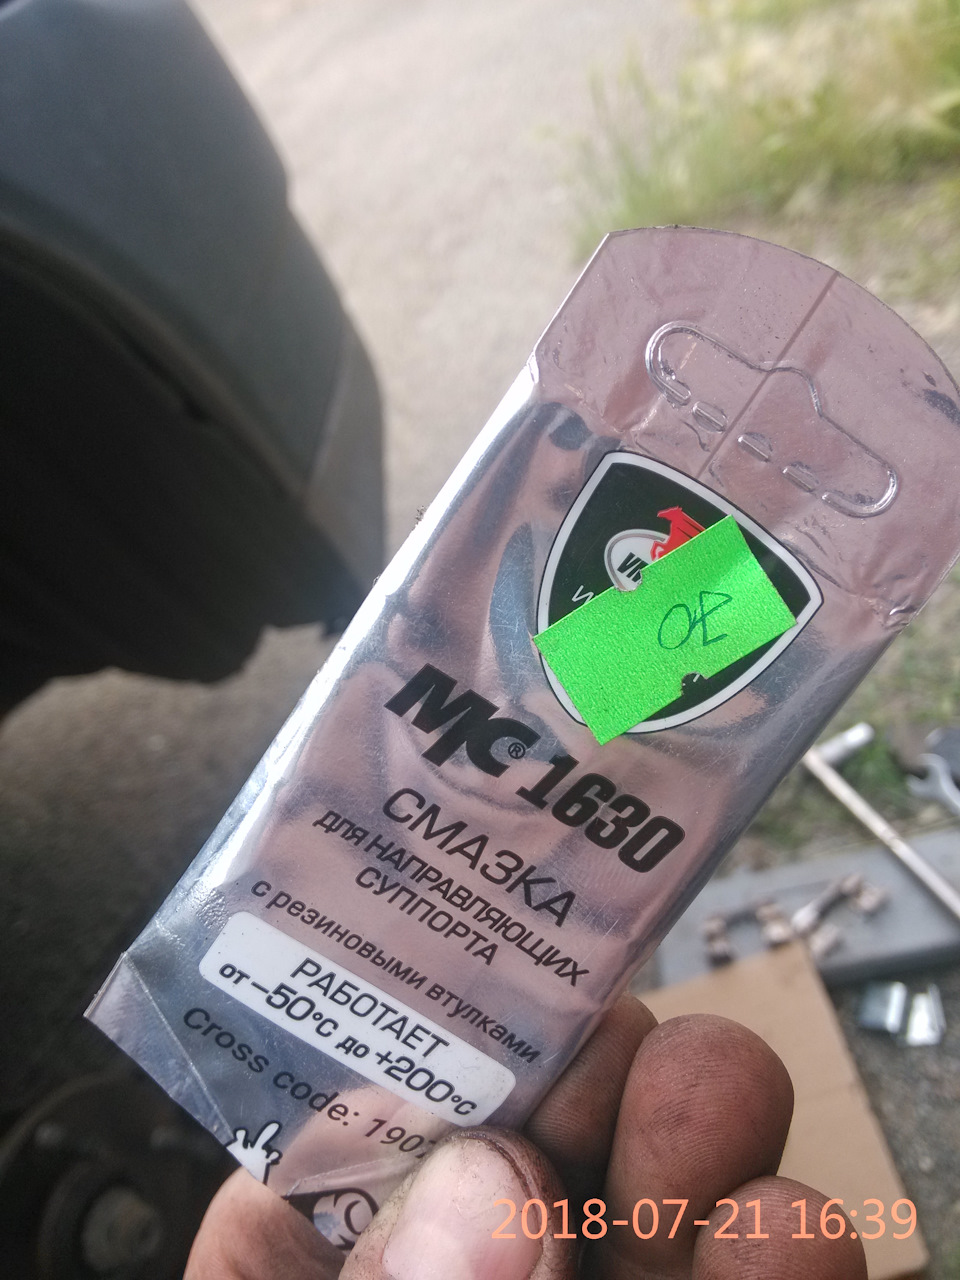 МС® 1630
СМАЗКА
ДЛЯ НАПРАВЛЯЮЩИХ
СУППОРТА
с резиновыми втулками
РАБОТАЕТ
от -50°С до +200°С
Cross code:
2018-07-21 16:39